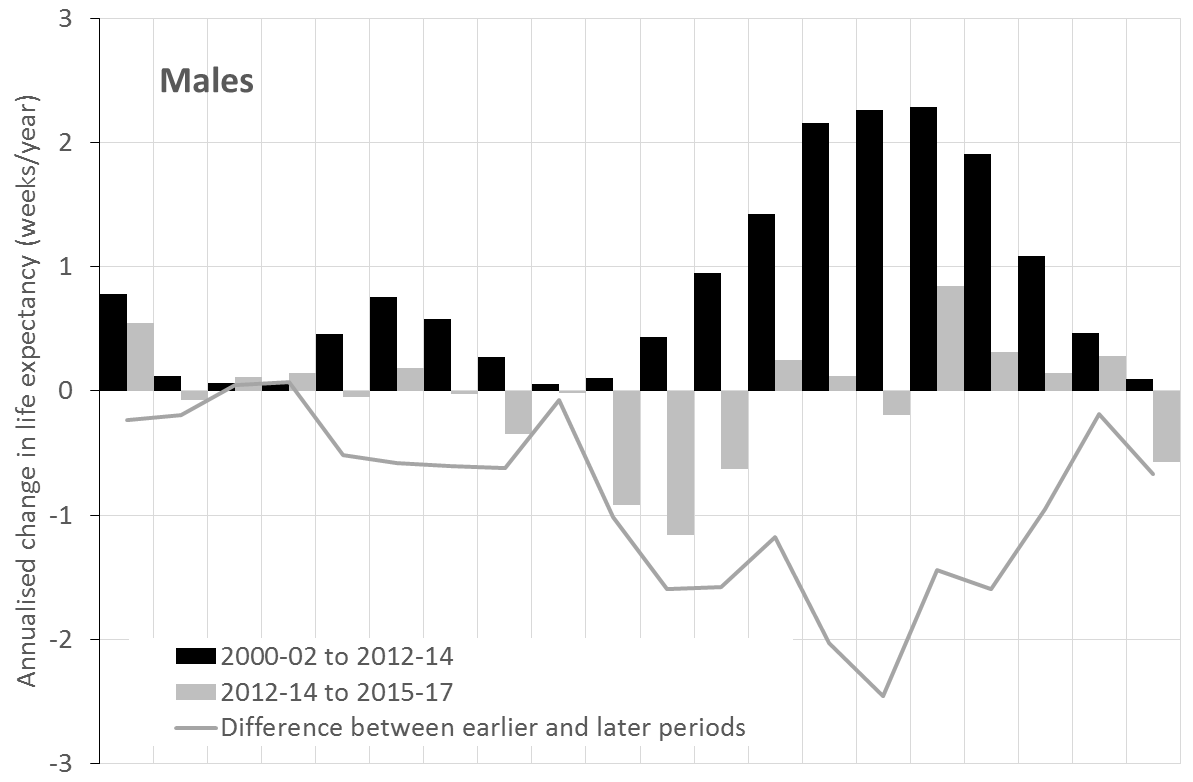 Males
Annualised change in life expectancy (weeks/year)
3
2
1
0
-1
-2
-3
2000-02 to 2012-14
2012-14 to 2015-17
Difference between earlier and later periods